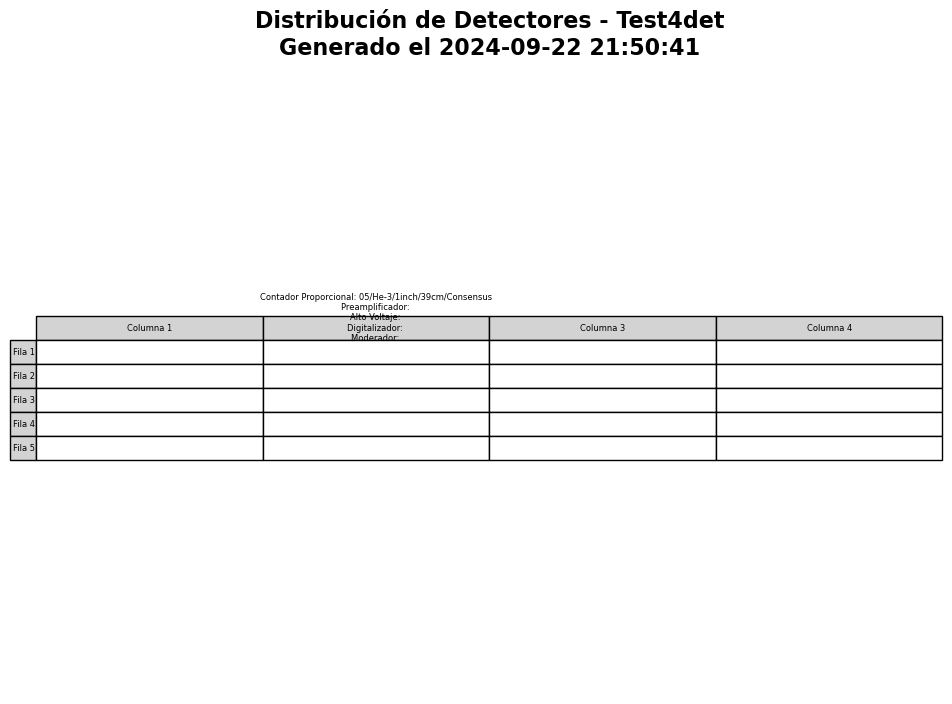 Distribución de Detectores - Test4det
Generado el 2024-09-22 21:50:41
Contador Proporcional: 05/He-3/1inch/39cm/Consensus
Preamplificador:
Alto Voltaje:
Digitalizador:
Moderador:
Columna 1
Columna 3
Columna 4
Fila 1
Fila 2
Fila 3
Fila 4
Fila 5